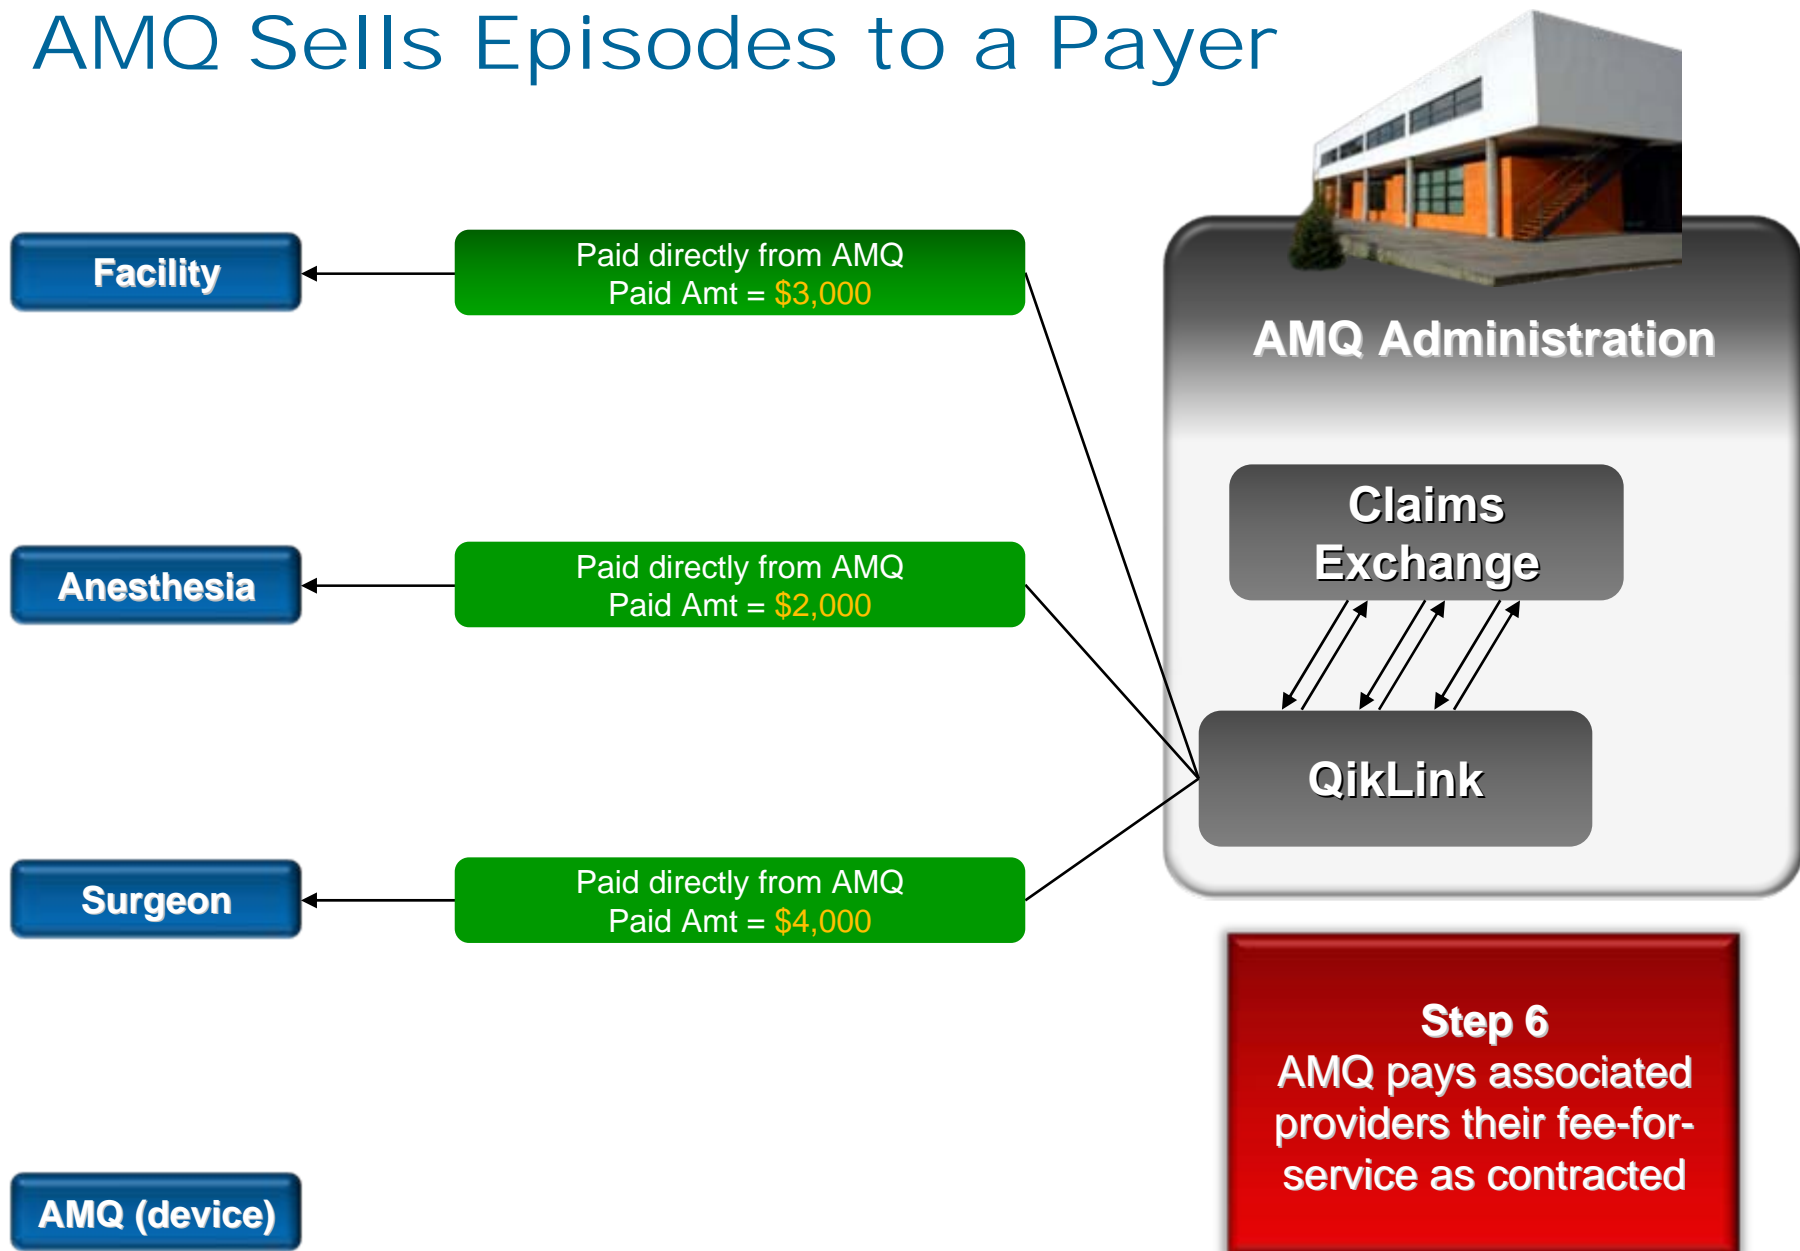 AMQ Sells Episodes to a Payer
Facility
Paid directly from AMQ
Paid Amt = $3,000
AMQ Administration
Claims
Exchange
Anesthesia
Paid directly from AMQ
Paid Amt = $2,000
QikLink
Surgeon
Paid directly from AMQ
Paid Amt = $4,000
Step 6
AMQ pays associated
providers their fee-for-
service as contracted
AMQ (device)